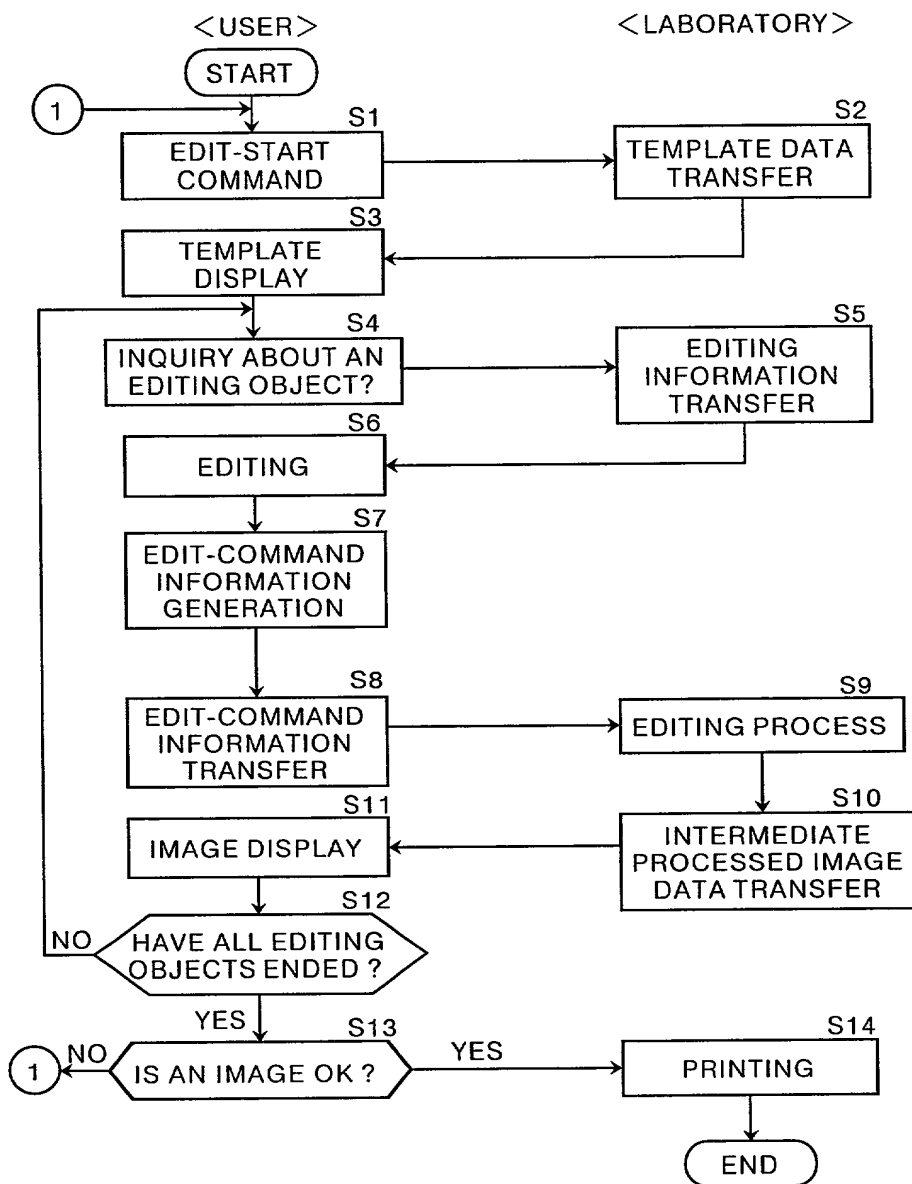 <USER>
<LABORATORY>
START
1
S1
EDIT-START
COMMAND
S2
TEMPLATE DATA
TRANSFER
S3
TEMPLATE
DISPLAY
S4
INQUIRY ABOUT AN
EDITING OBJECT?
S5
EDITING
INFORMATION
TRANSFER
S6
EDITING
S7
EDIT-COMMAND
INFORMATION
GENERATION
S8
EDIT-COMMAND
INFORMATION
TRANSFER
S9
EDITING PROCESS
S10
INTERMEDIATE
PROCESSED IMAGE
DATA TRANSFER
S11
IMAGE DISPLAY
S12
NO
HAVE ALL EDITING
OBJECTS ENDED ?
YES
S13
1
NO
IS AN IMAGE OK ?
YES
S14
PRINTING
END